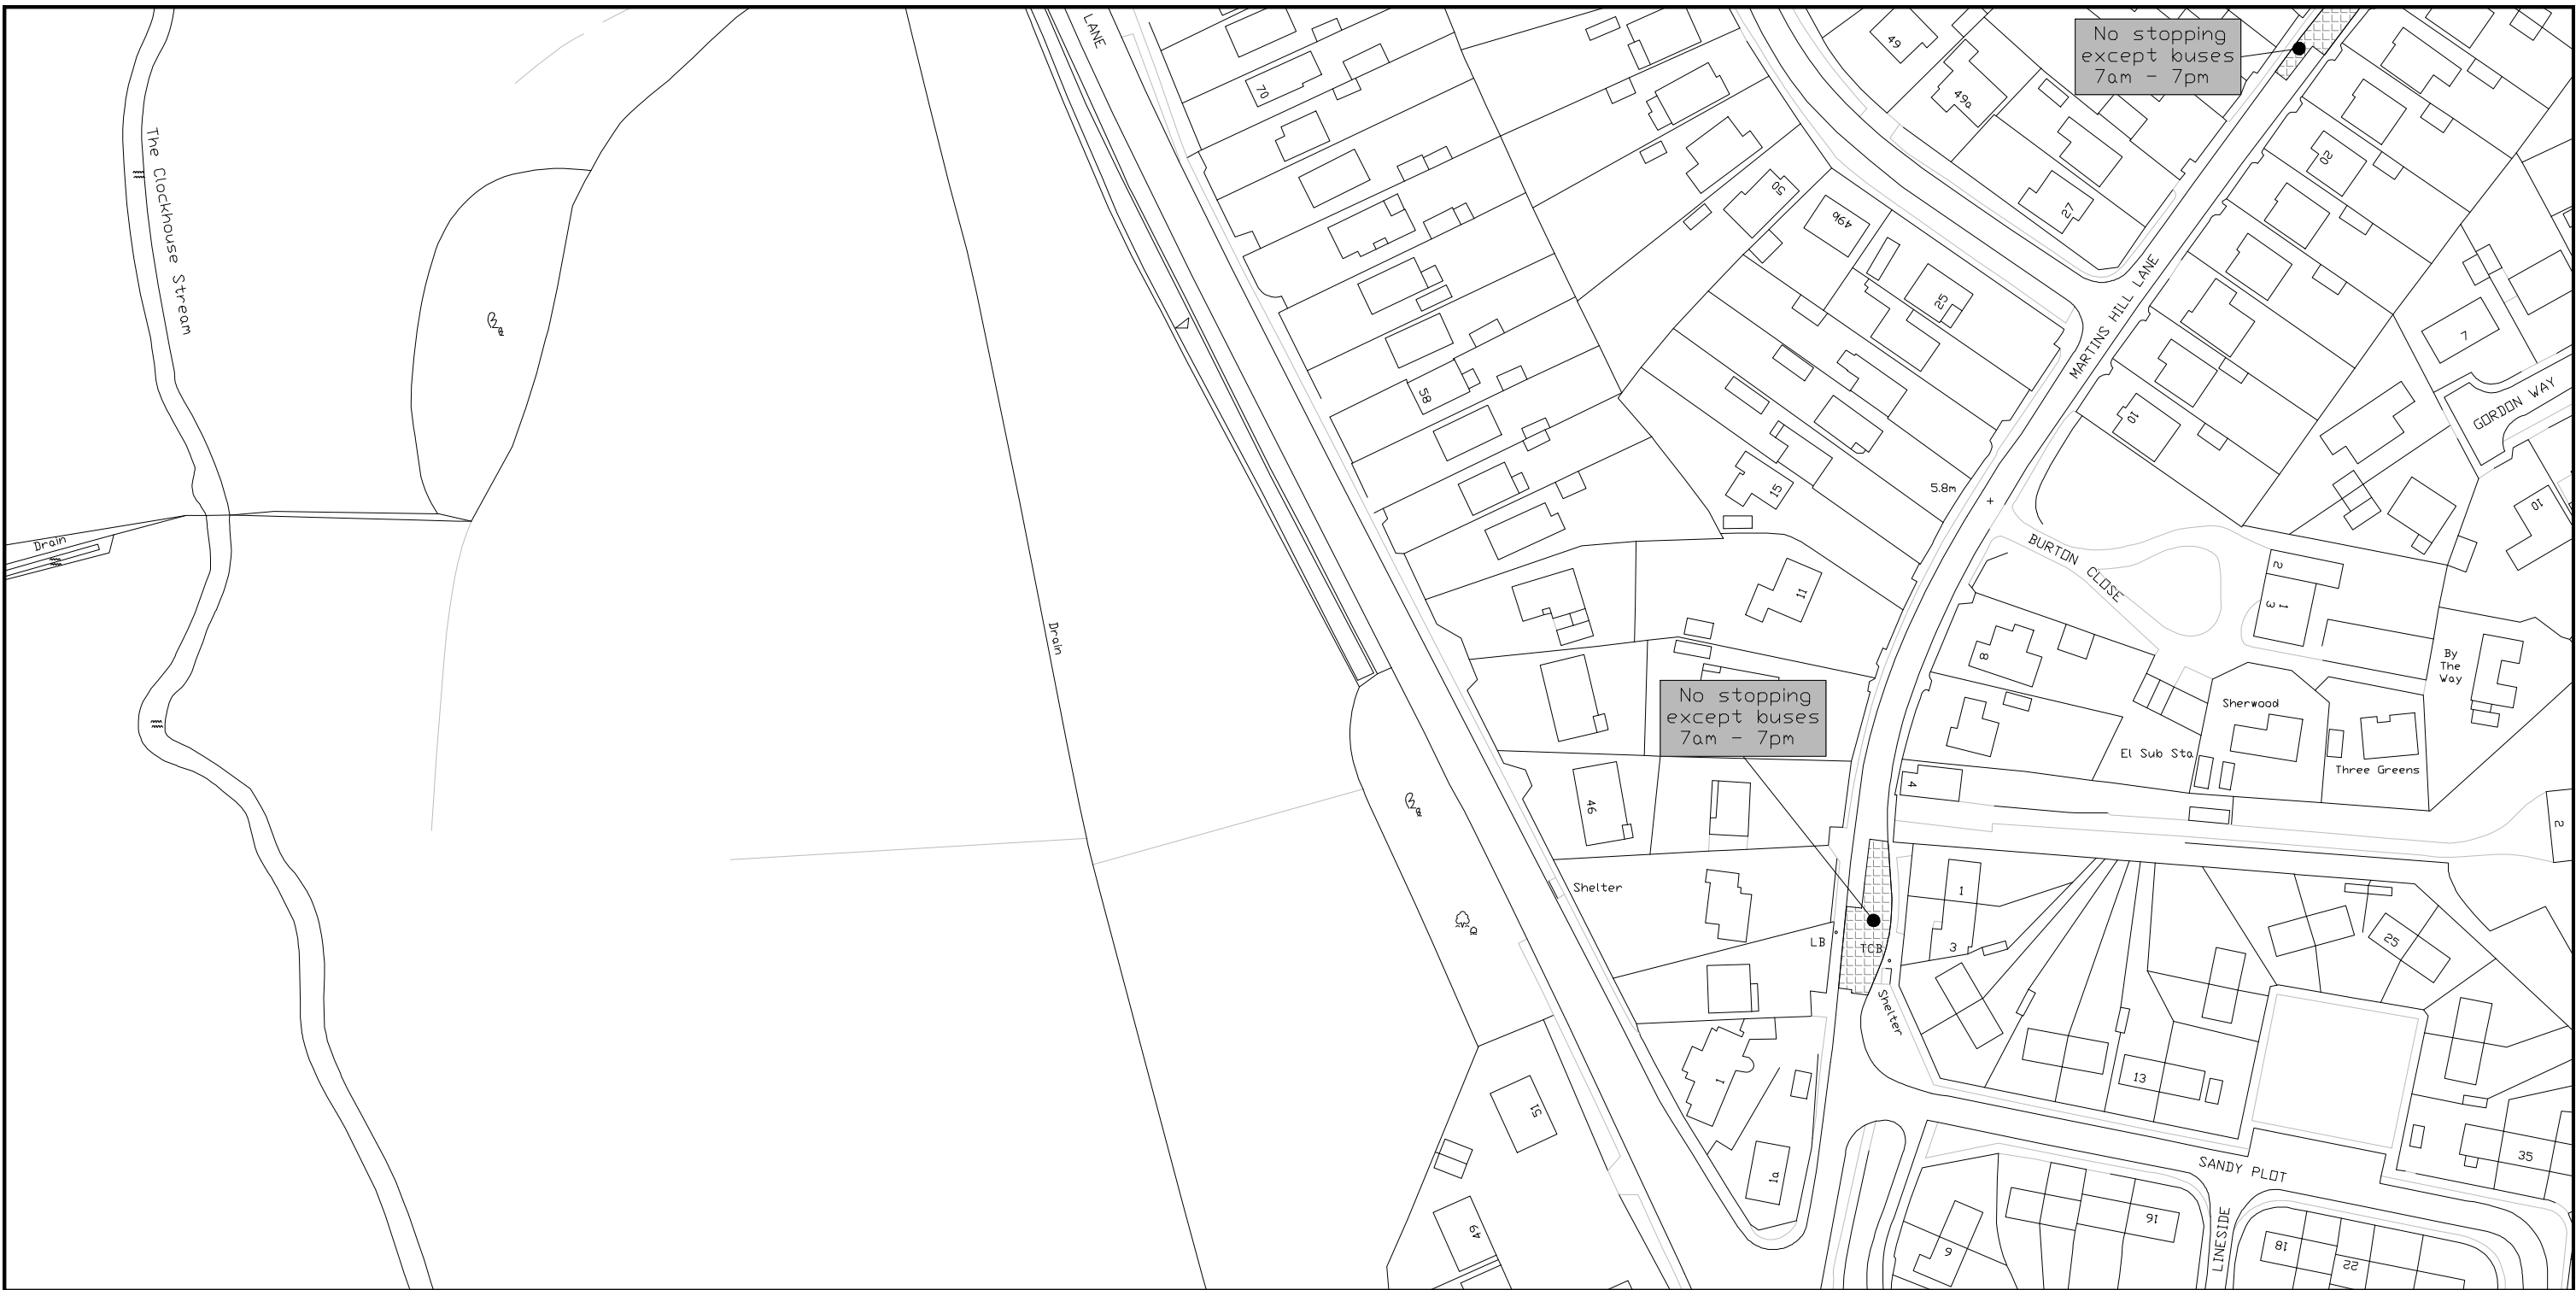 LANE
No stopping
except buses
7am - 7pm
49
70
49a
The Clockhouse Stream
20
50
49b
27
25
MARTINS HILL LANE
7
58
GORDON WAY
10
15
5.8m
10
Drain
BURTON CLOSE
2
1
3
11
Drain
8
By
The
Way
No stopping
except buses
7am - 7pm
Sherwood
El Sub Sta
Three Greens
4
46
2
Shelter
1
LB
TCB
3
25
Shelter
1
13
51
35
SANDY PLOT
1a
16
49
9
LINESIDE
18
22